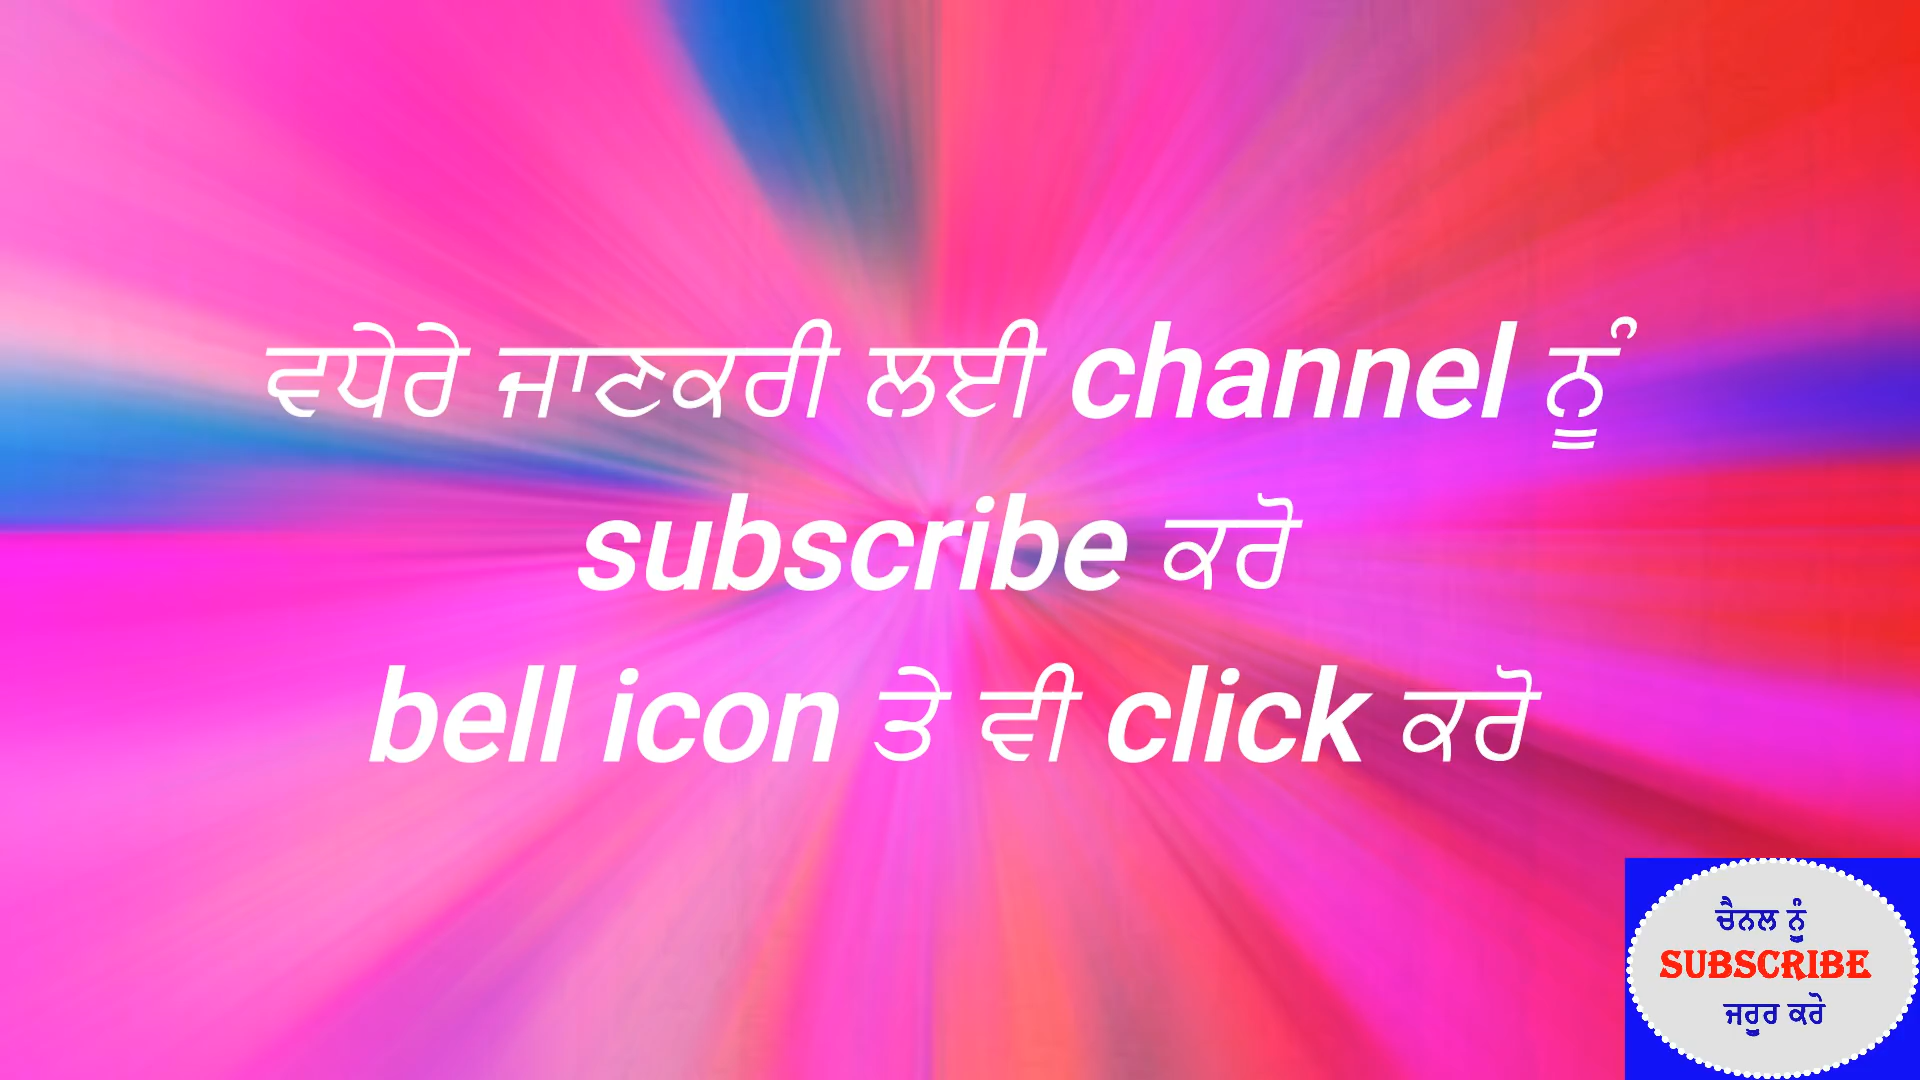 ਵਧੇਰੇ ਜਾਣਕਰੀ ਲਈ channel ਨੂੰ
subscribe ਕਰੋ
bell icon ਤੇ ਵੀ click ਕਰੋ
ਚੈਨਲ ਨੂੰ
SUBSCRIBE
ਜਰੂਰ ਕਰੋ